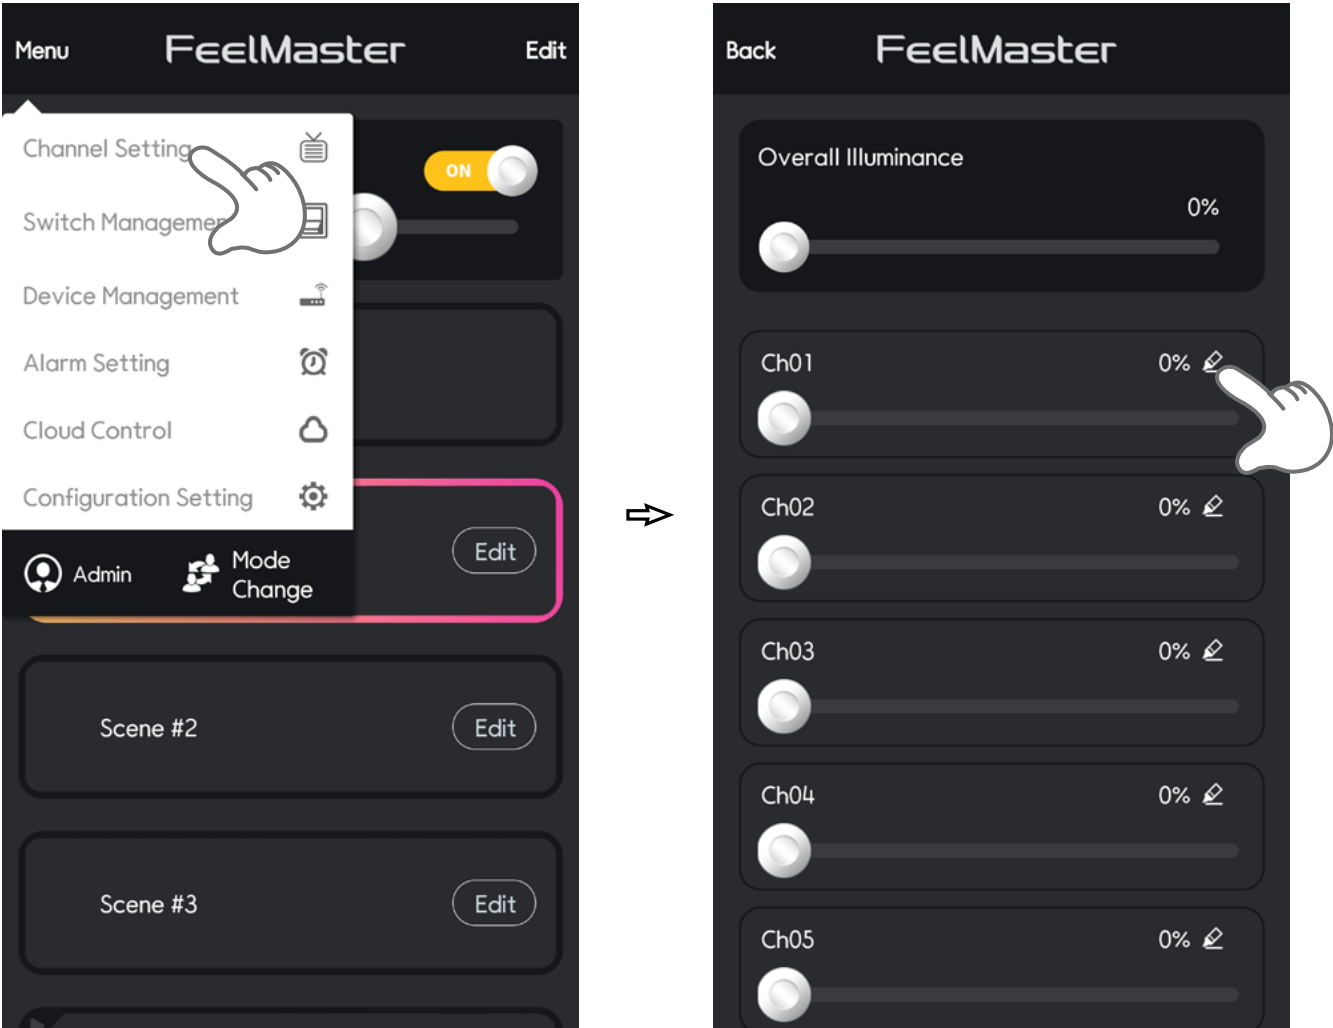 Menu
FeelMaster
Edit
Channel Setting
ON
Switch Managemen
Device Management
Alarm Setting
Cloud Control
Configuration Setting
Edit
Admin
Mode
Change
Scene #2
Edit
Scene #3
Edit
Back
FeelMaster
Overall Illuminance
0%
Ch01
0%
Ch02
0%
Ch03
0%
Ch04
0%
Ch05
0%